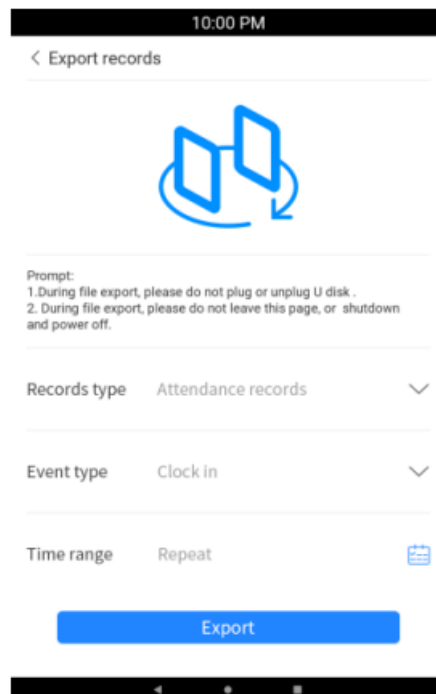 10:00 PM
< Export records
Prompt:
1.During file export, please do not plug or unplug U disk .
2. During file export, please do not leave this page, or shutdown
and power off.
Records type Attendance records
Event type Clock in
Time range Repeat
Export